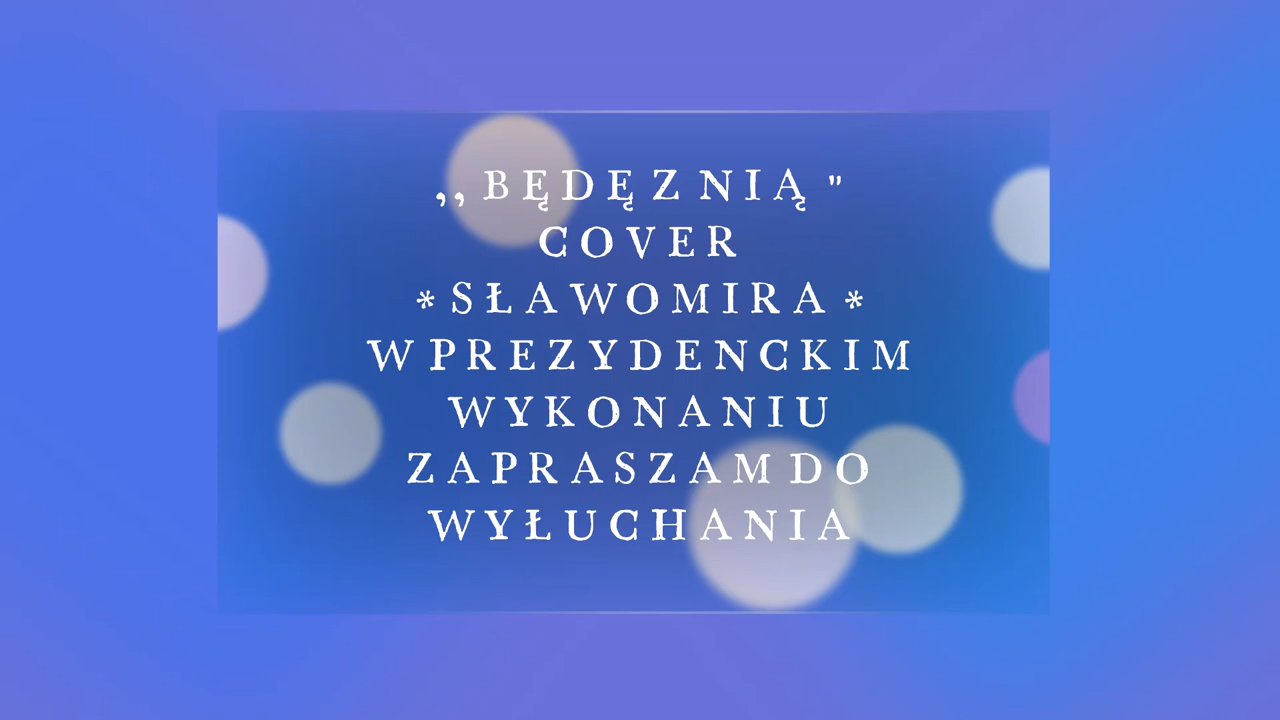 ,, BĘDĘ Z NIĄ "
COVER
* SŁAWOMIRA *
W PREZYDENCKIM
WYKONANIU
ZAPRASZAM DO
WYŁUCHANIA